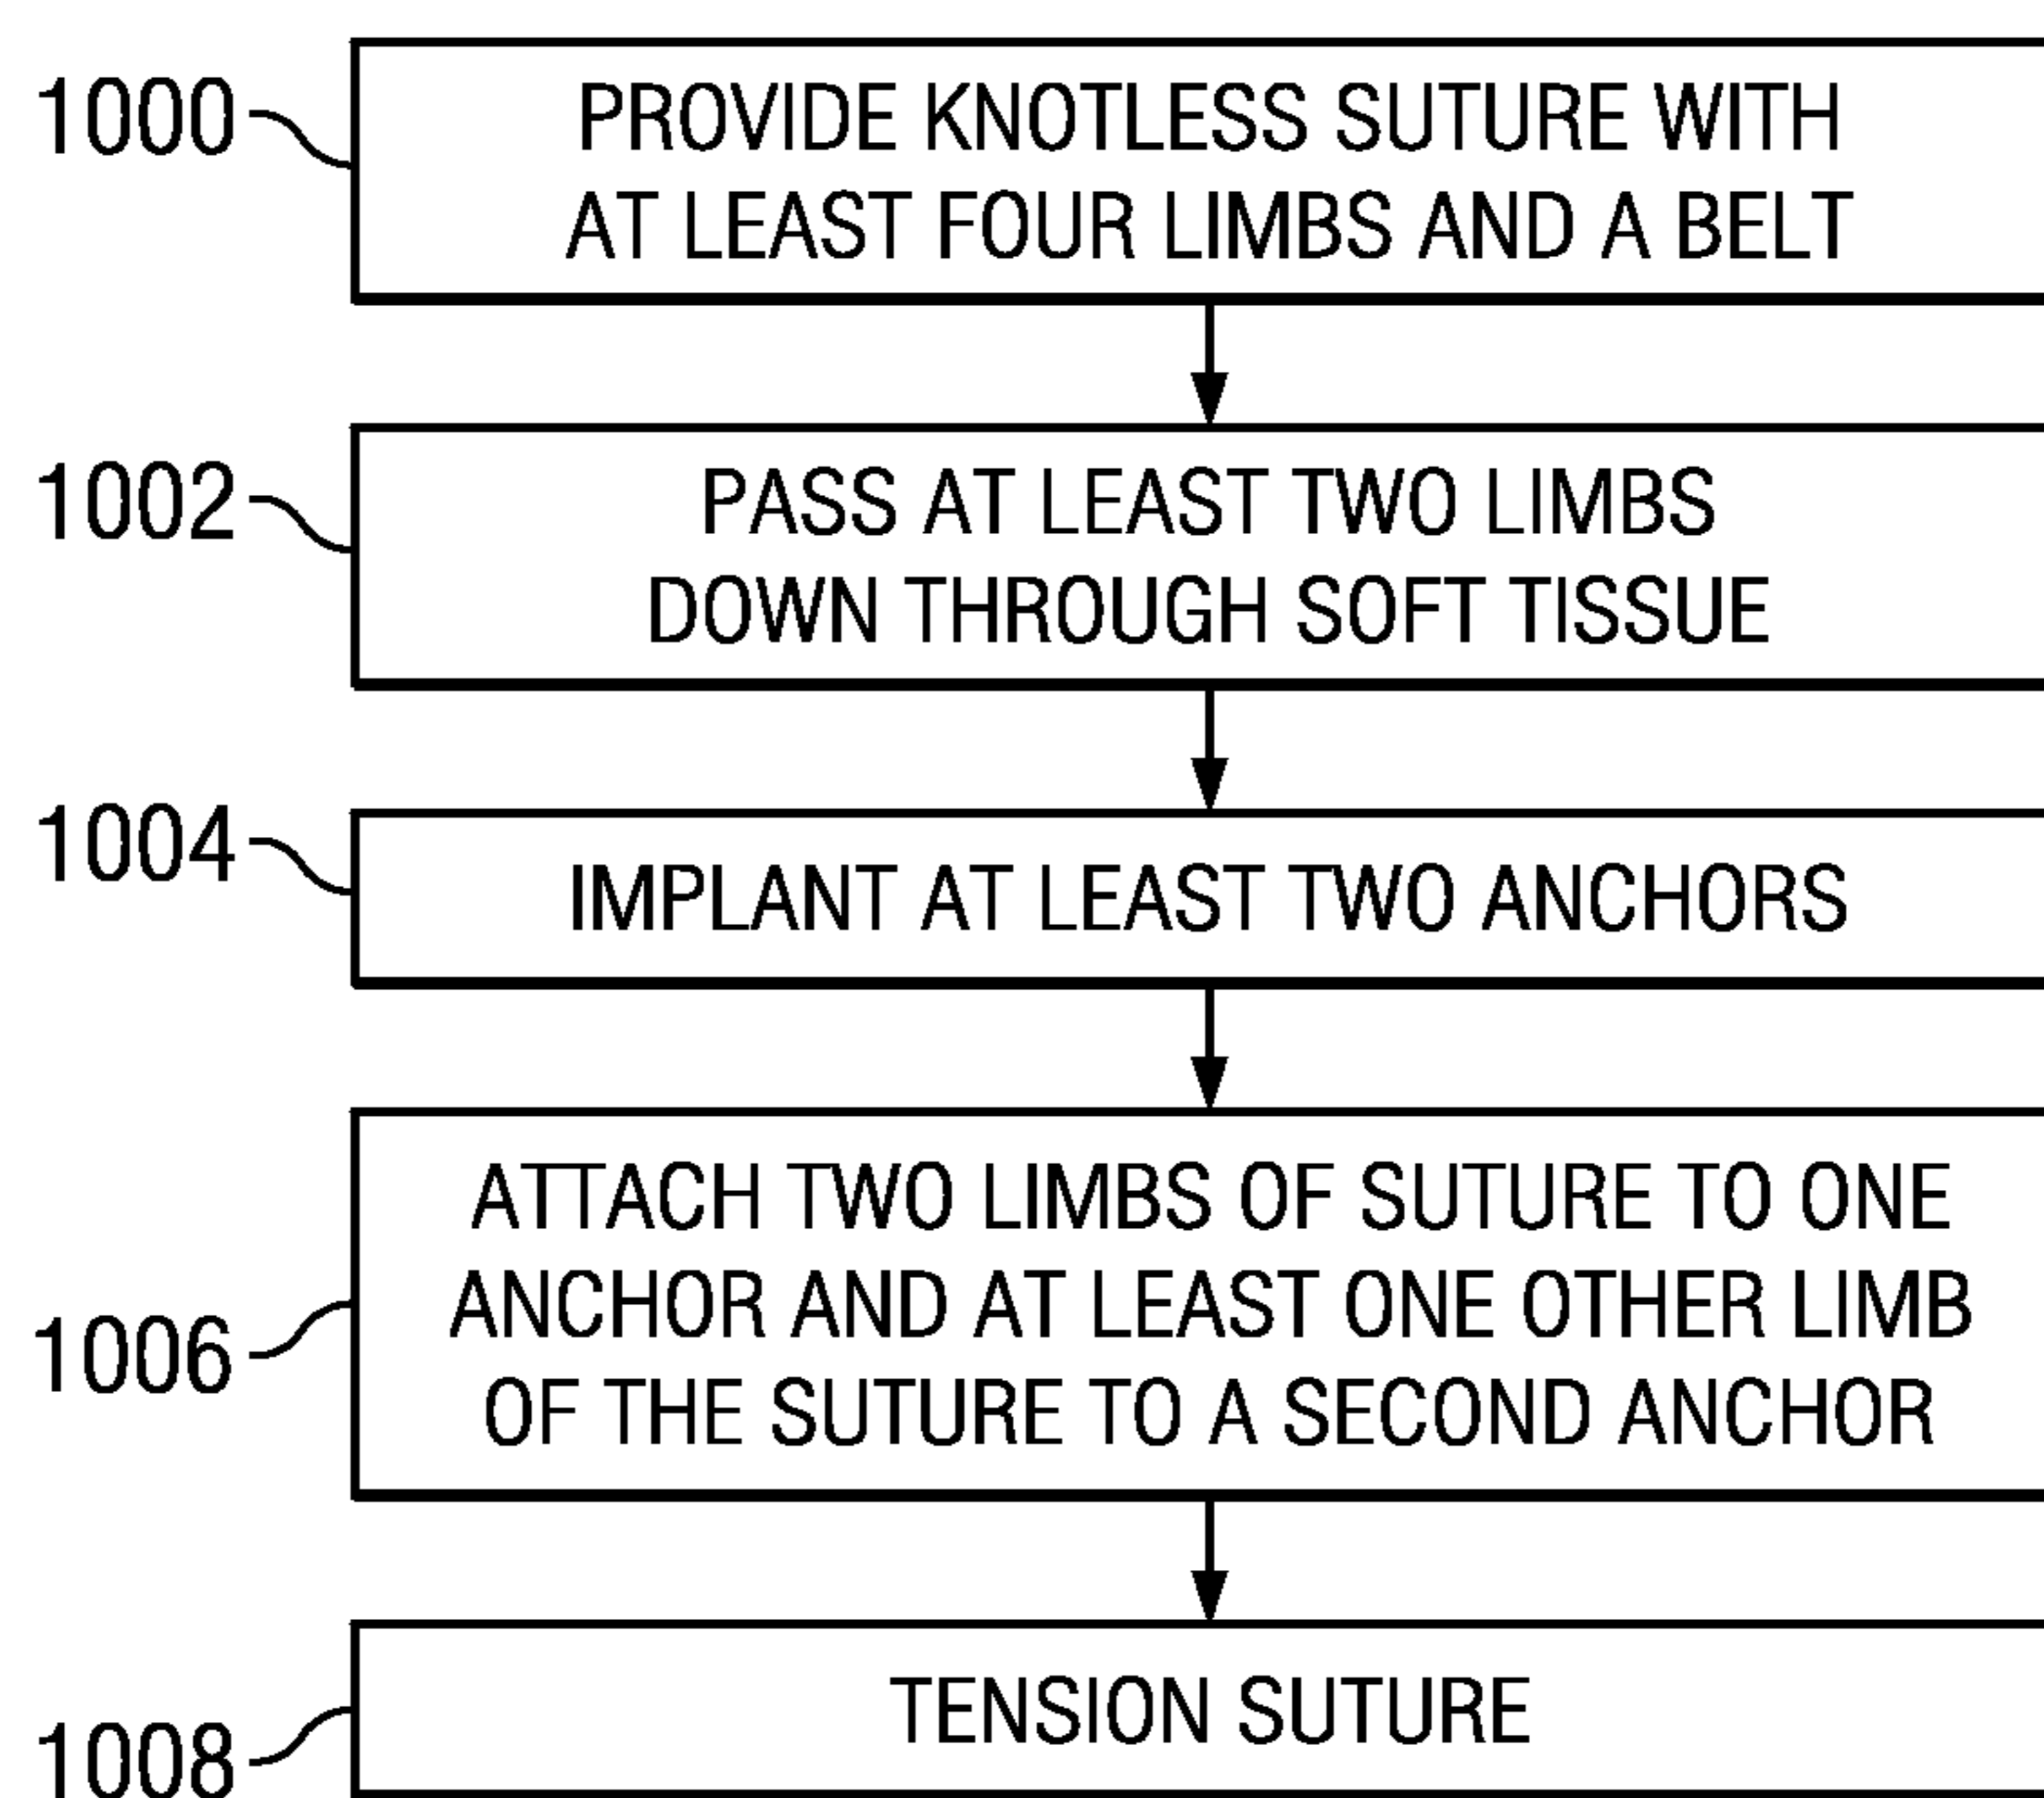 1000
PROVIDE KNOTLESS SUTURE WITH
AT LEAST FOUR LIMBS AND A BELT
1002
PASS AT LEAST TWO LIMBS
DOWN THROUGH SOFT TISSUE
1004
IMPLANT AT LEAST TWO ANCHORS
1006
ATTACH TWO LIMBS OF SUTURE TO ONE
ANCHOR AND AT LEAST ONE OTHER LIMB
OF THE SUTURE TO A SECOND ANCHOR
1008
TENSION SUTURE